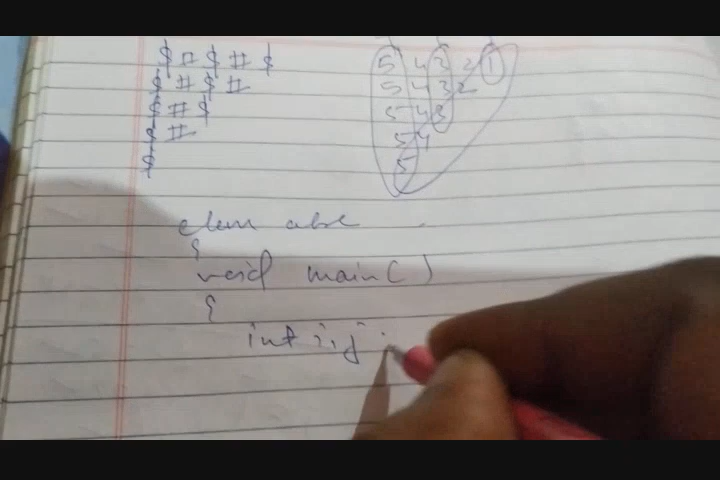 $ # $ # $
$ # $ #
$ # $
$ #
$
5 4 3 2 1
5 4 3 2
5 4 3
5 4
5
class abc
{
void main()
{
int i,j;